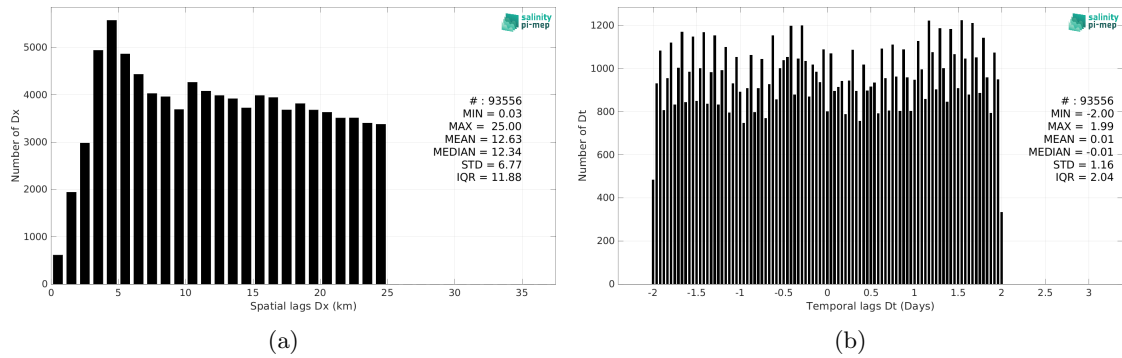 salinity
pi-mep
5000
4000
3000
2000
1000
0
Number of Dx
# : 93556
MIN = 0.03
MAX = 25.00
MEAN = 12.63
MEDIAN = 12.34
STD = 6.77
IQR = 11.88
0 5 10 15 20 25 30 35
Spatial lags Dx (km)
(a)
salinity
pi-mep
1200
1000
800
600
400
200
0
Number of Dt
# : 93556
MIN = -2.00
MAX = 1.99
MEAN = 0.01
MEDIAN = -0.01
STD = 1.16
IQR = 2.04
-2 -1.5 -1 -0.5 0 0.5 1 1.5 2 2.5 3
Temporal lags Dt (Days)
(b)